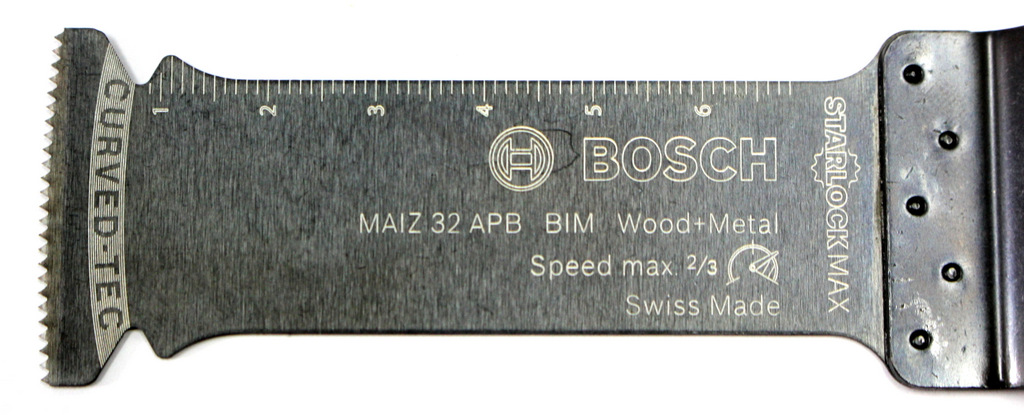 CURVED-TEC
1 2 3 4 5 6
BOSCH
MAIZ 32 APB BIM Wood+Metal
Speed max. 2/3
Swiss Made
STARLOCK MAX